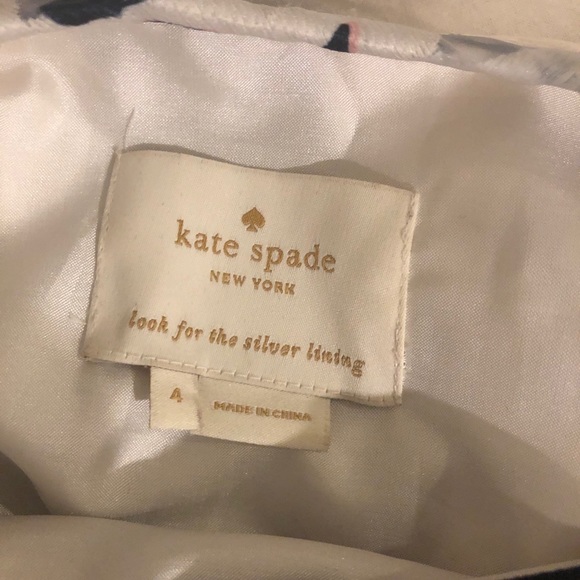 kate spade
NEW YORK
look for the silver lining
4
MADE IN CHINA